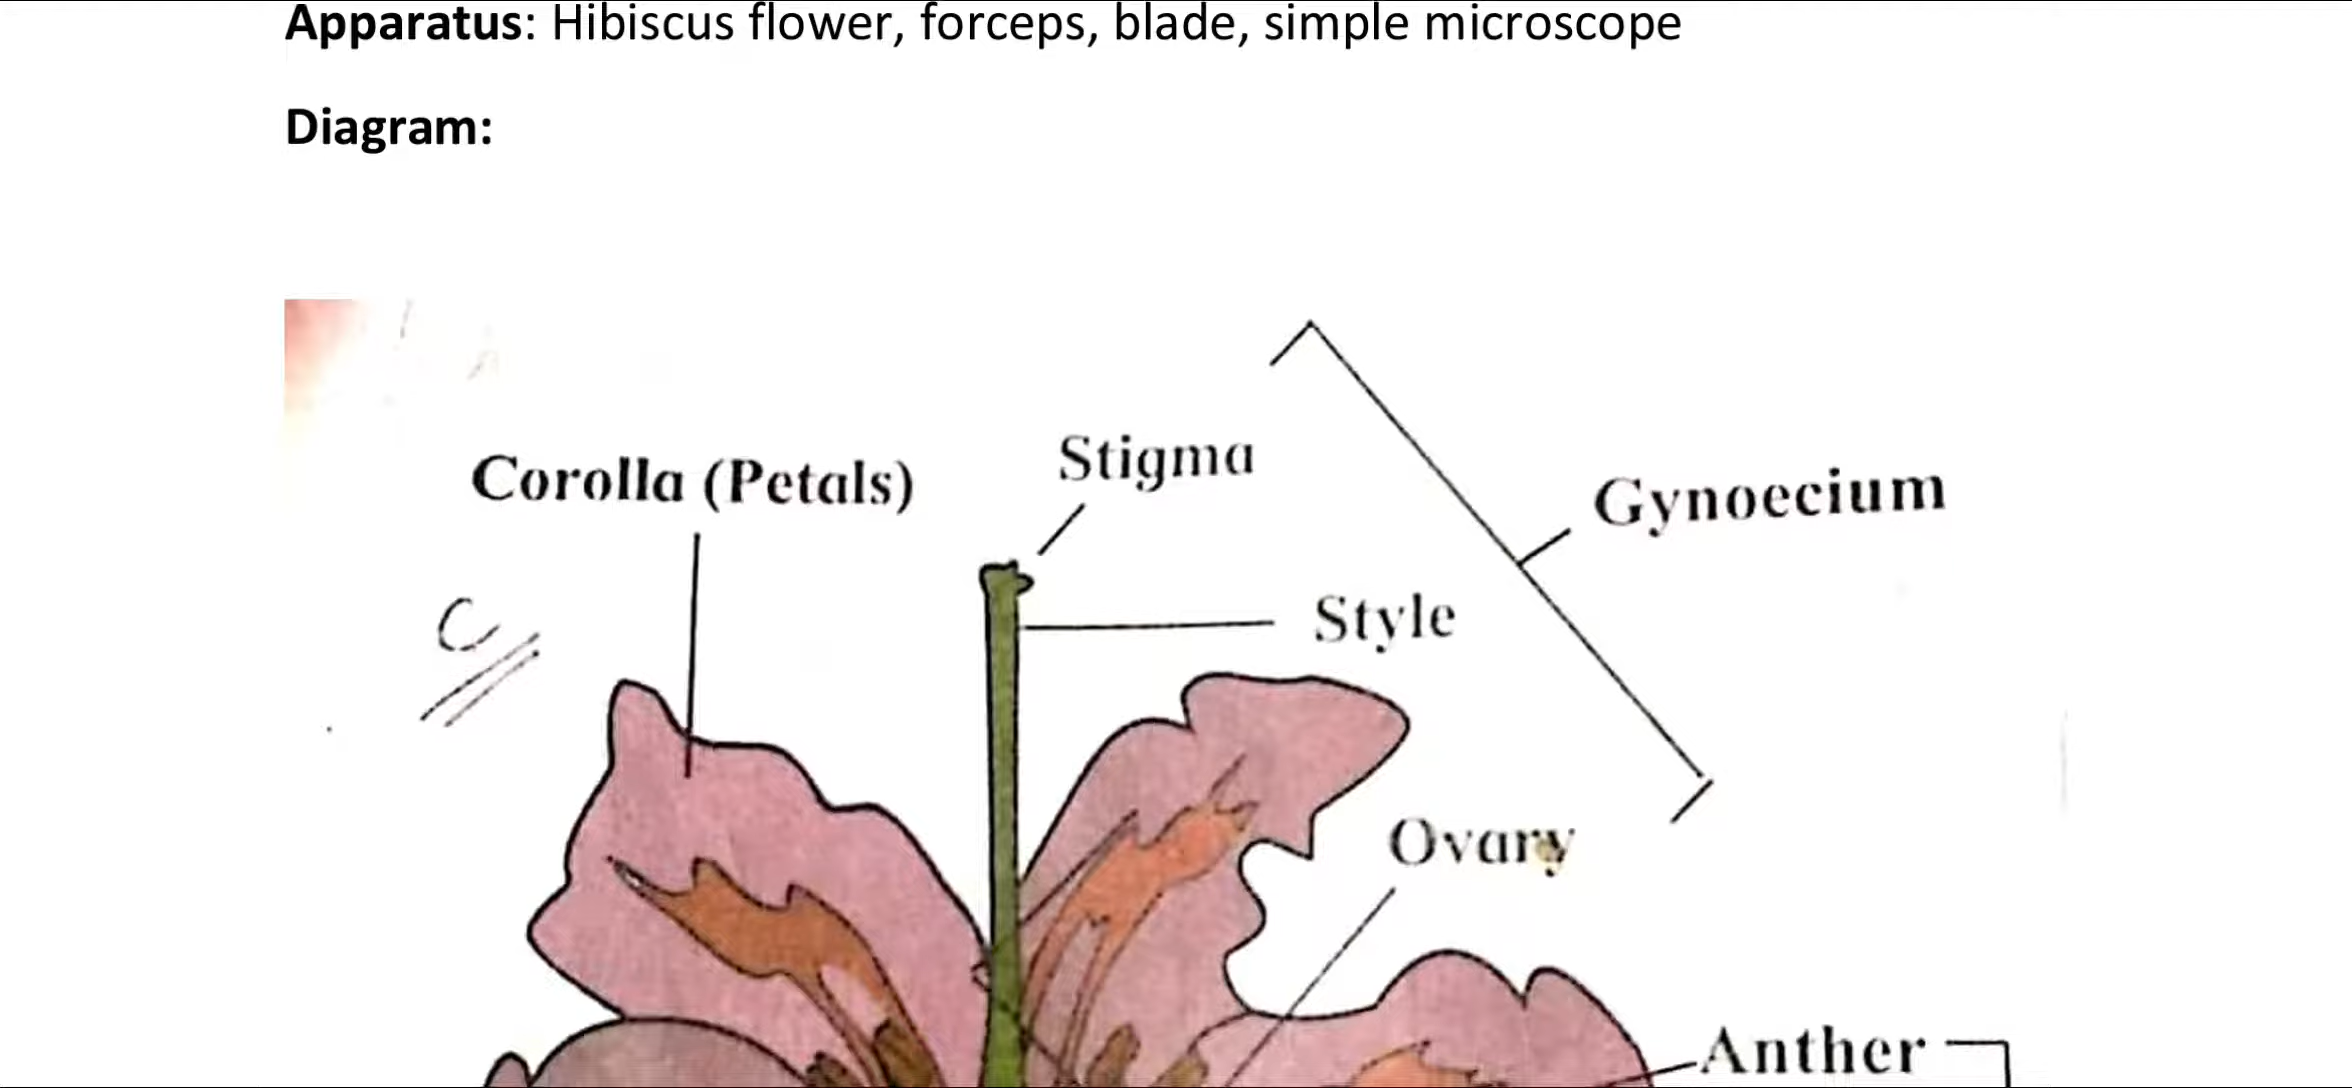 Apparatus: Hibiscus flower, forceps, blade, simple microscope
Diagram:
Corolla (Petals)
Stigma
Gynoecium
C
Style
Ovary
Anther